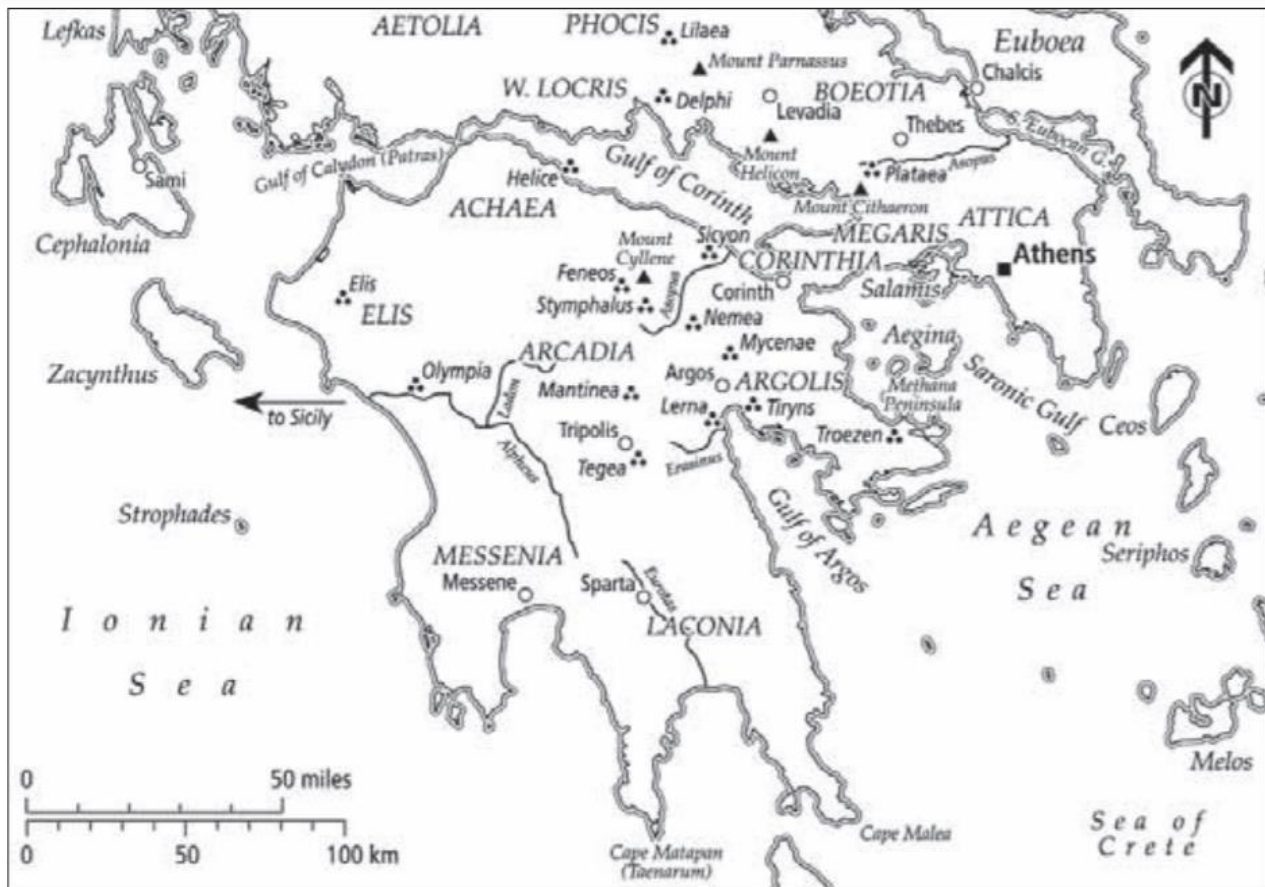 Lefkas
AETOLIA
PHOCIS
Lilaea
Euboea
N
Mount Parnassus
Chalcis
W. LOCRIS
Delphi
BOEOTIA
Levadia
Thebes
S. Euboean G.
Gulf of Calydon (Patras)
Sami
Helice
Gulf of Corinth
Mount
Helicon
Plataea
Asopus
ACHAEA
Mount Cithaeron
ATTICA
Cephalonia
Mount
Cyllene
Sicyon
MEGARIS
Athens
CORINTHIA
Feneos
Corinth
Salamis
Elis
ELIS
Stymphalus
Asopus
Nemea
Aegina
Zacynthus
ARCADIA
Mycenae
Olympia
Ladon
Mantinea
Argos
ARGOLIS
Methana
Peninsula
Saronic Gulf
Ceos
to Sicily
Lerna
Tiryns
Tripolis
Troezen
Alpheus
Tegea
Erasinus
Strophades
Gulf of Argos
Aegean
Sea
Seriphos
MESSENIA
Messene
Sparta
Eurotas
LACONIA
Ionian
Sea
Melos
0 50 miles
0 50 100 km
Cape Malea
Cape Matapan
(Taenarum)
Sea of
Crete